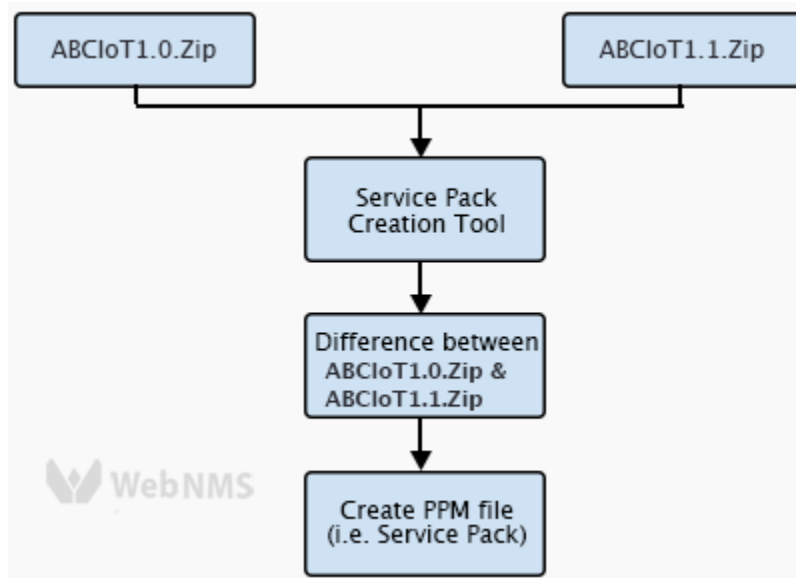 ABCIoT1.0.Zip
ABCIoT1.1.Zip
Service Pack
Creation Tool
Difference between
ABCIoT1.0.Zip &
ABCIoT1.1.Zip
WebNMS
Create PPM file
(i.e. Service Pack)